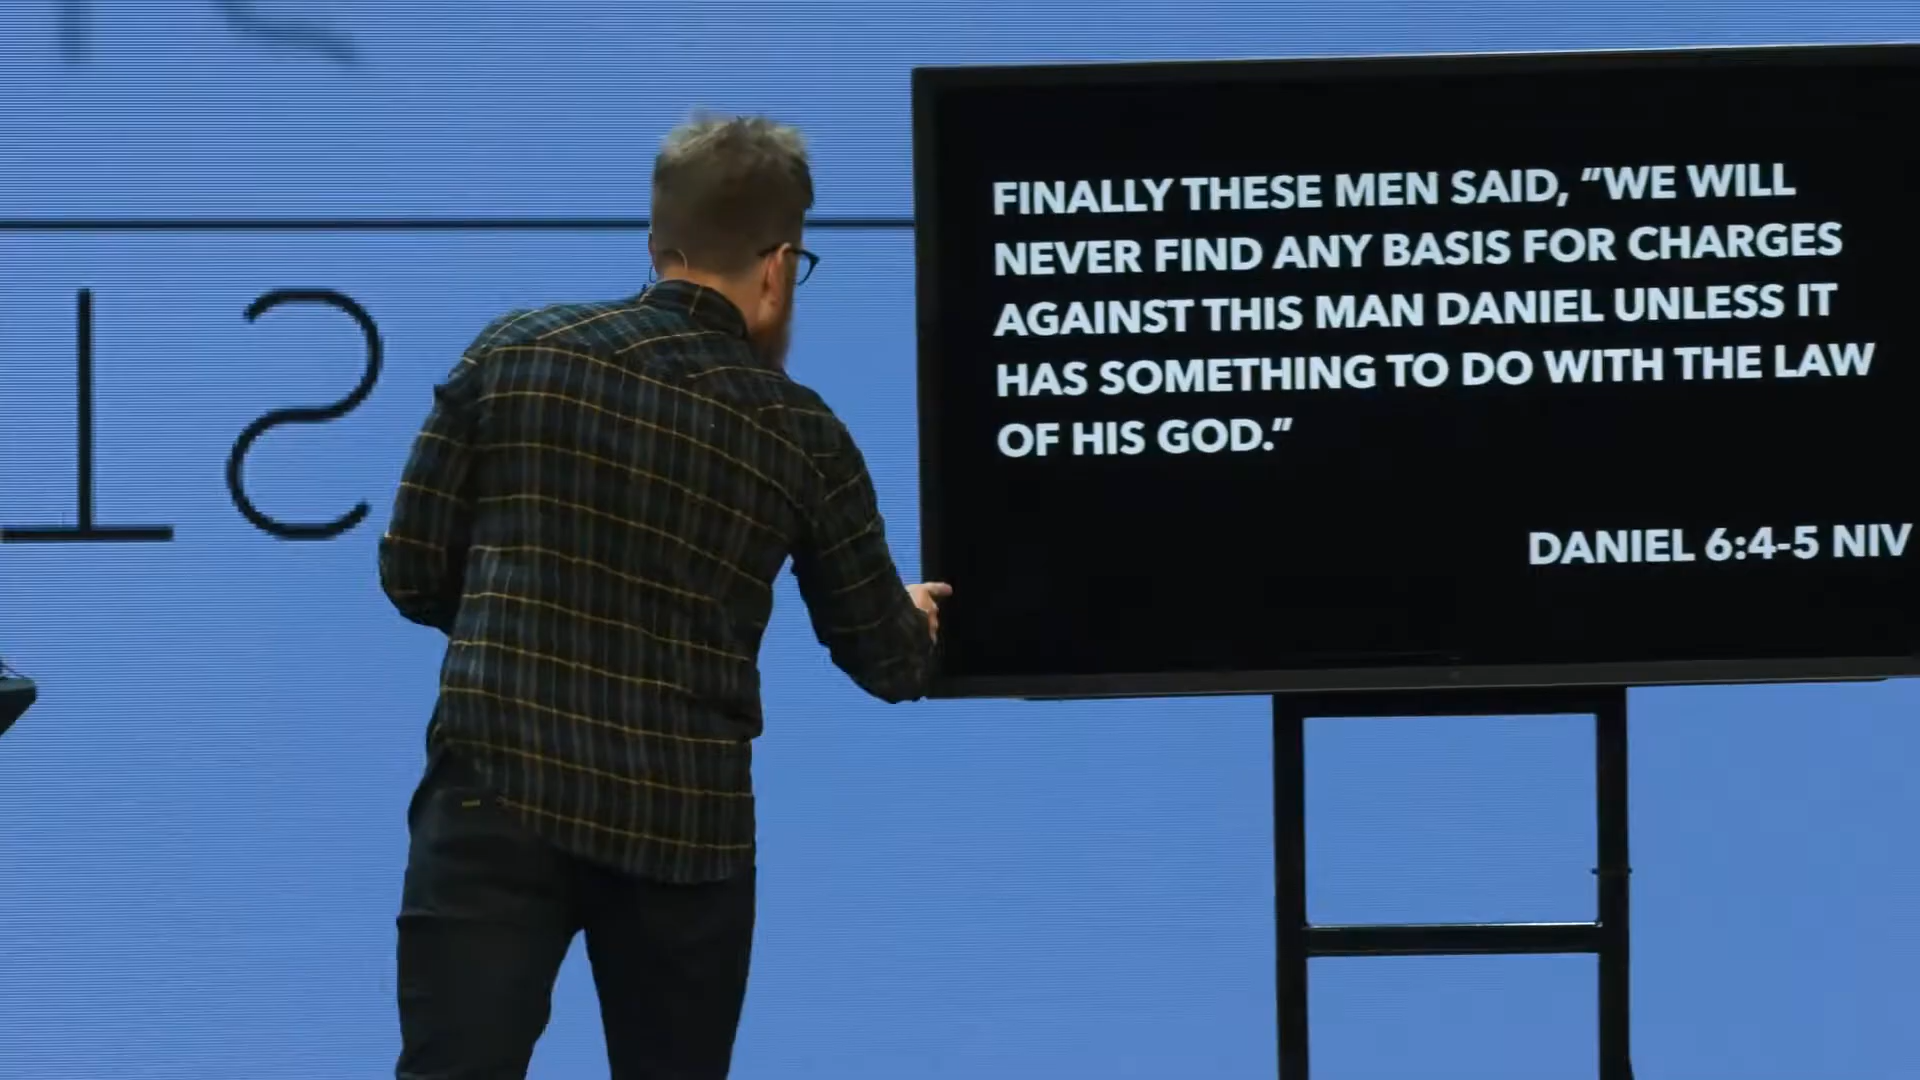 FINALLY THESE MEN SAID, "WE WILL
NEVER FIND ANY BASIS FOR CHARGES
AGAINST THIS MAN DANIEL UNLESS IT
HAS SOMETHING TO DO WITH THE LAW
OF HIS GOD."
DANIEL 6:4-5 NIV